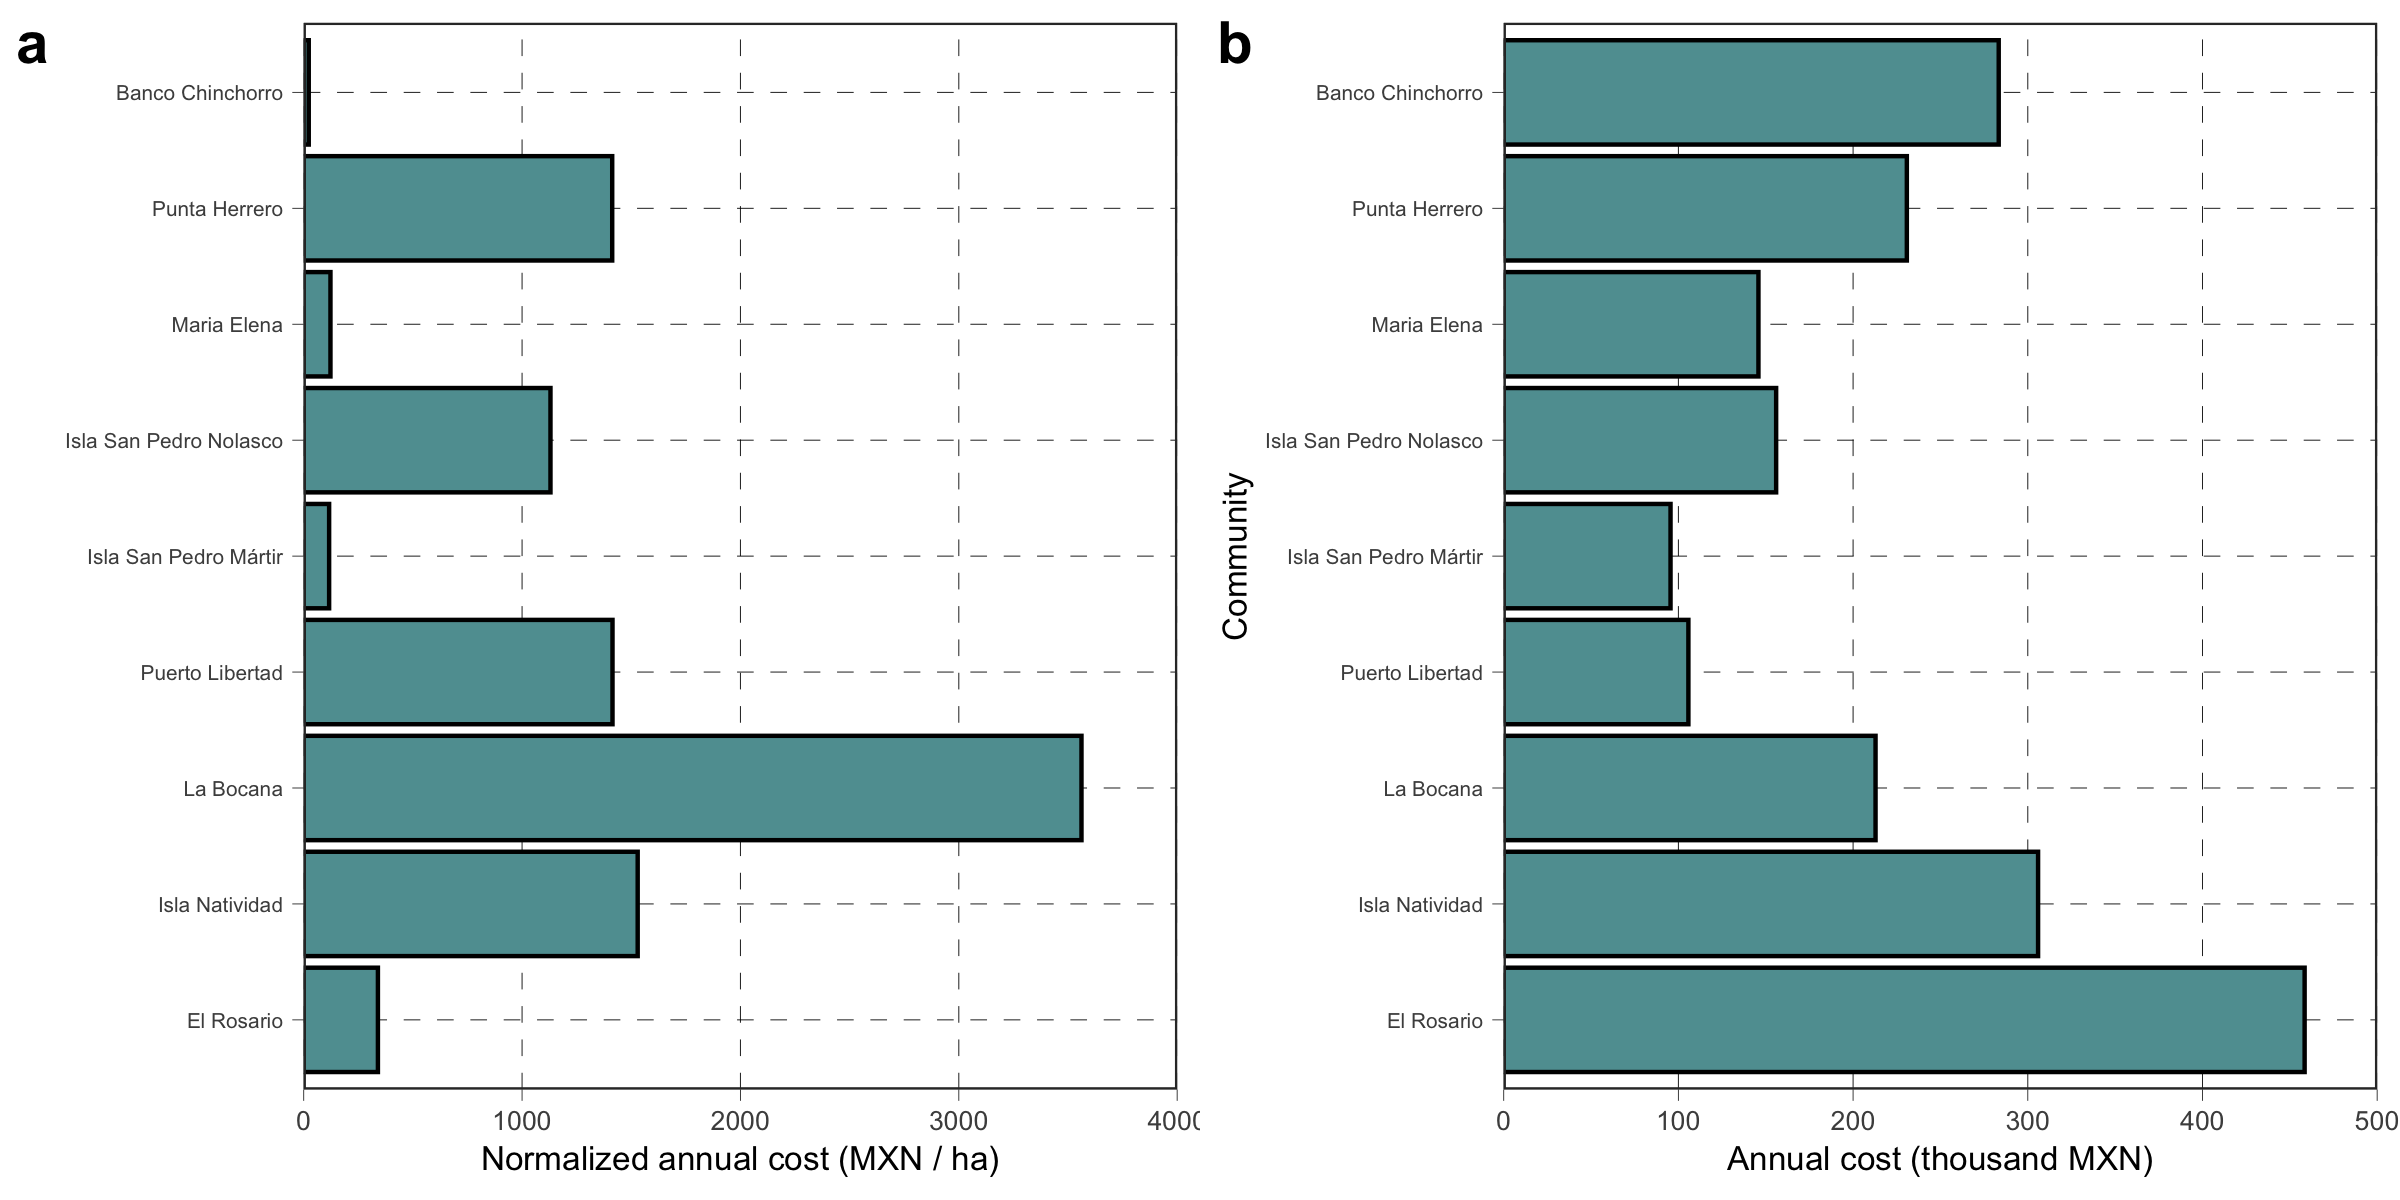 a
Banco Chinchorro
Punta Herrero
Maria Elena
Isla San Pedro Nolasco
Isla San Pedro Mártir
Puerto Libertad
La Bocana
Isla Natividad
El Rosario
0 1000 2000 3000 4000
Normalized annual cost (MXN / ha)
b
Community
Banco Chinchorro
Punta Herrero
Maria Elena
Isla San Pedro Nolasco
Isla San Pedro Mártir
Puerto Libertad
La Bocana
Isla Natividad
El Rosario
0 100 200 300 400 500
Annual cost (thousand MXN)